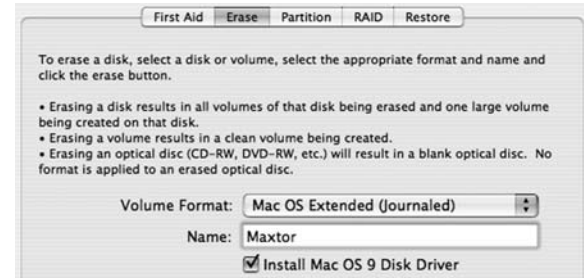 First Aid Erase Partition RAID Restore
To erase a disk, select a disk or volume, select the appropriate format and name and
click the erase button.
• Erasing a disk results in all volumes of that disk being erased and one large volume
being created on that disk.
• Erasing a volume results in a clean volume being created.
• Erasing an optical disc (CD-RW, DVD-RW, etc.) will result in a blank optical disc. No
format is applied to an erased optical disc.
Volume Format: Mac OS Extended (Journaled)
Name: Maxtor
Install Mac OS 9 Disk Driver